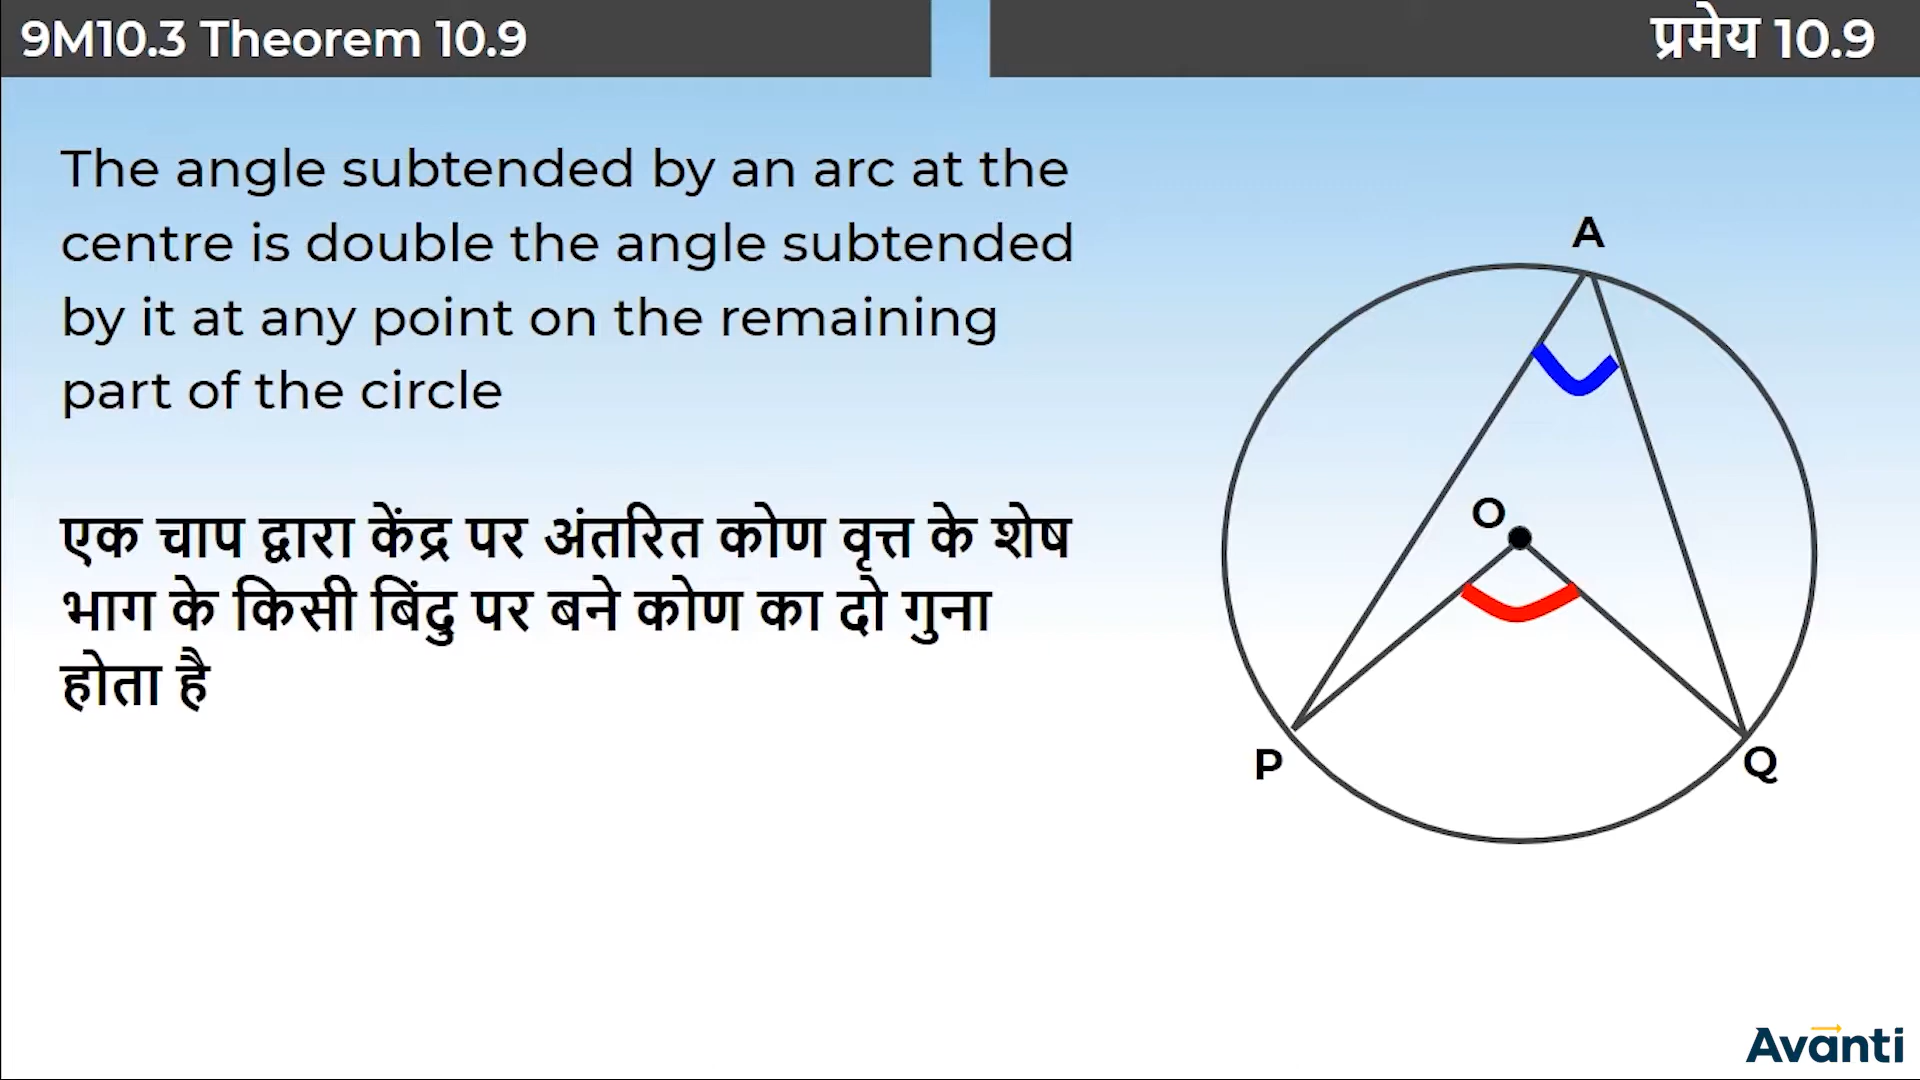 9M10.3 Theorem 10.9
प्रमेय 10.9
The angle subtended by an arc at the
centre is double the angle subtended
by it at any point on the remaining
part of the circle
एक चाप द्वारा केंद्र पर अंतरित कोण वृत्त के शेष
भाग के किसी बिंदु पर बने कोण का दो गुना
होता है
A
O
P
Q
Avanti